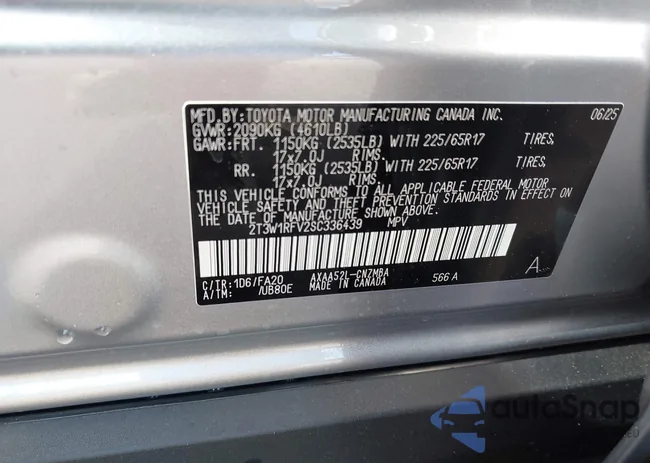 MFD.BY:TOYOTA MOTOR MANUFACTURING CANADA INC. 06/25
GVWR:2090KG (4610LB)
GAWR:FRT. 1150KG (2535LB) WITH 225/65R17 TIRES,
17x7.0J RIMS.
RR. 1150KG (2535LB) WITH 225/65R17 TIRES,
17x7.0J RIMS.
THIS VEHICLE CONFORMS TO ALL APPLICABLE FEDERAL MOTOR
VEHICLE SAFETY AND THEFT PREVENTION STANDARDS IN EFFECT ON
THE DATE OF MANUFACTURE SHOWN ABOVE.
2T3W1RFV2SC336439 MPV
C/TR:1D6/FA20 AXAA52L-CNZMBA A
A/TM: /UB80E MADE IN CANADA 566 A
autoSnap